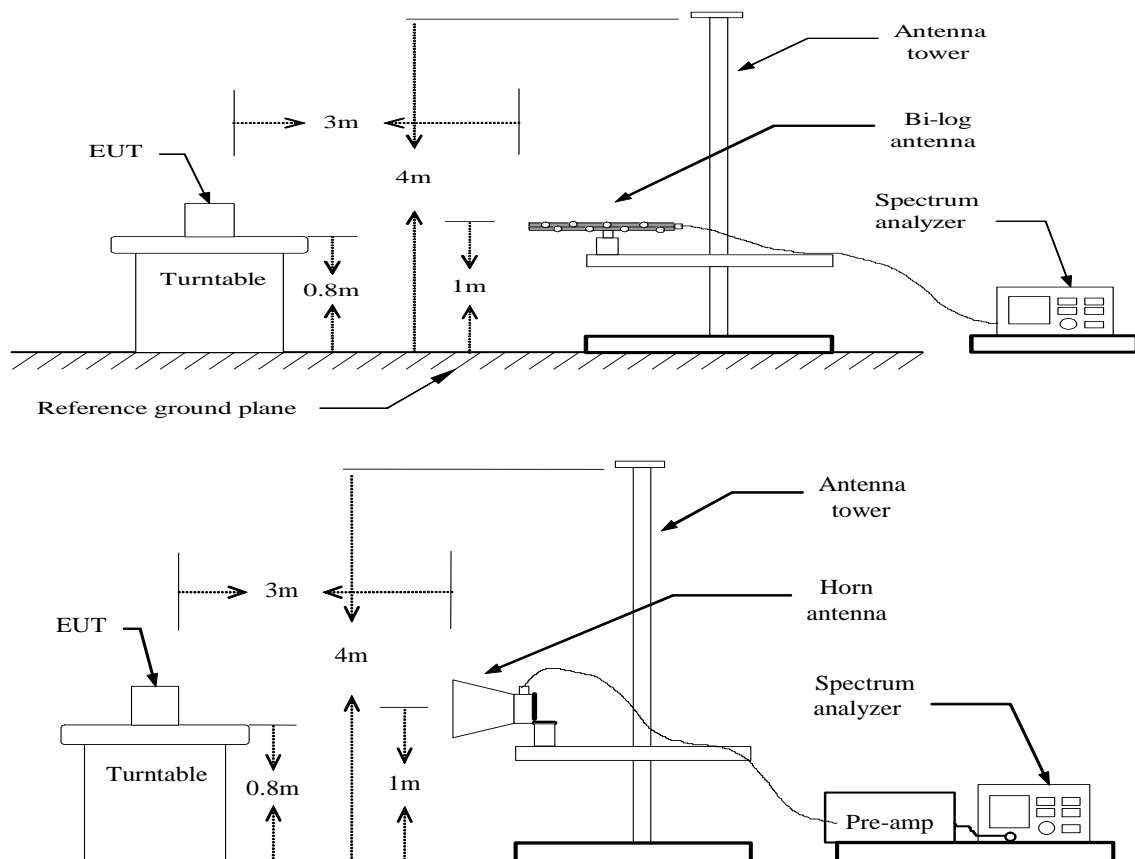 Antenna
tower
3m
Bi-log
antenna
EUT
4m
Spectrum
analyzer
Turntable
0.8m
1m
Reference ground plane
Antenna
tower
3m
Horn
antenna
EUT
4m
Spectrum
analyzer
Turntable
0.8m
1m
Pre-amp